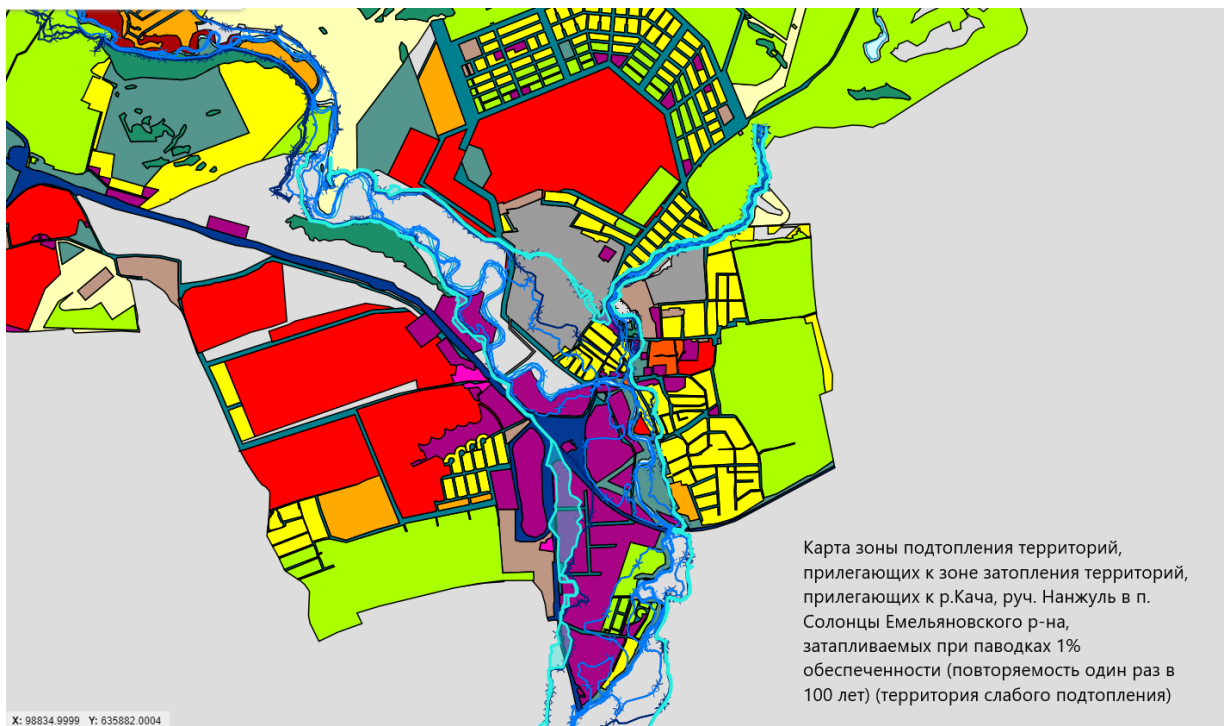 Карта зоны подтопления территорий,
прилегающих к зоне затопления территорий,
прилегающих к р.Кача, руч. Нанжуль в п.
Солонцы Емельяновского р-на,
затапливаемых при паводках 1%
обеспеченности (повторяемость один раз в
100 лет) (территория слабого подтопления)
X: 98834.9999 Y: 635882.0004